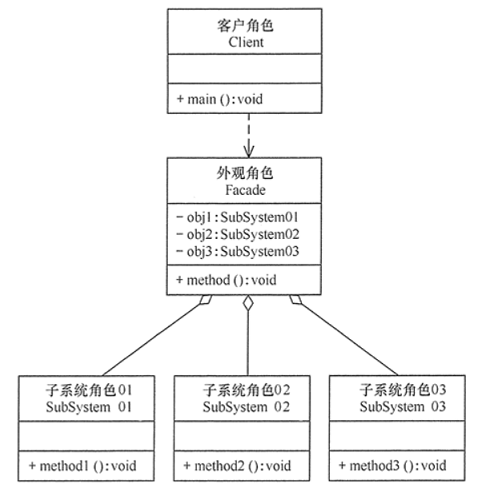 客户角色
Client
+ main ():void
外观角色
Facade
- obj1:SubSystem01
- obj2:SubSystem02
- obj3:SubSystem03
+ method ():void
子系统角色01
SubSystem 01
+ method1 ():void
子系统角色02
SubSystem 02
+ method2 ():void
子系统角色03
SubSystem 03
+ method3 ():void